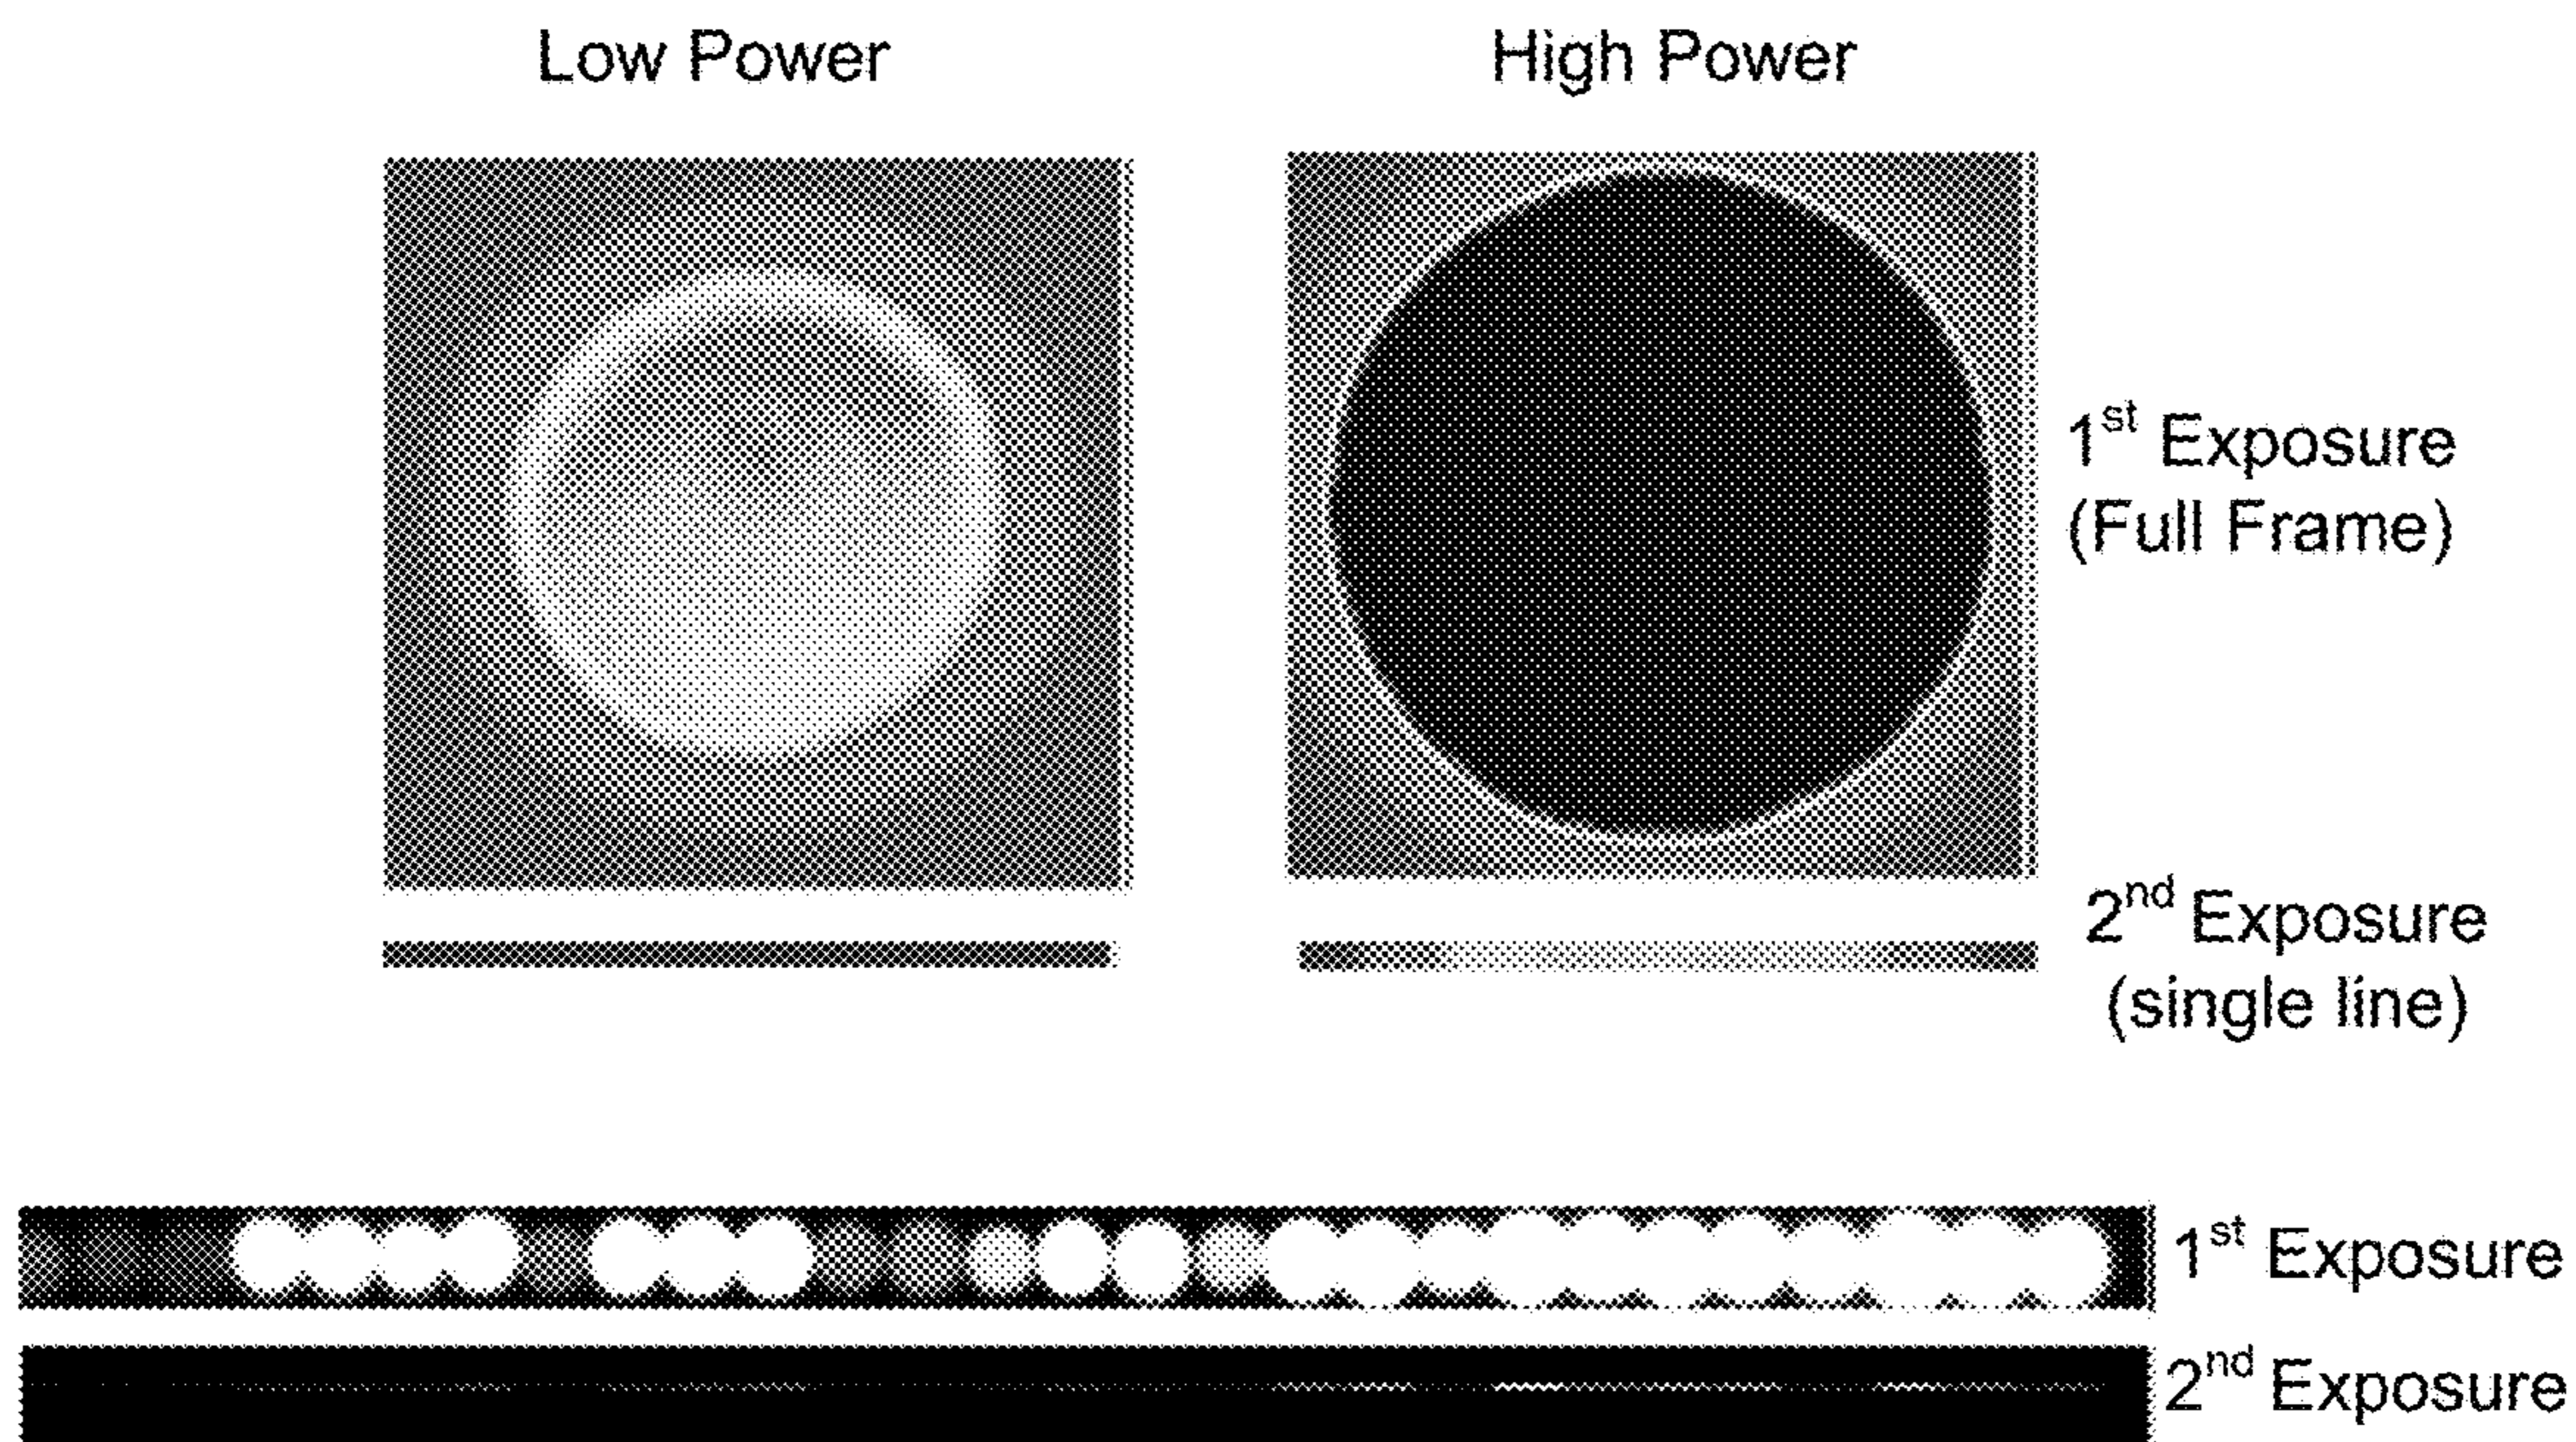 Low Power
High Power
1st Exposure
(Full Frame)
2nd Exposure
(single line)
1st Exposure
2nd Exposure